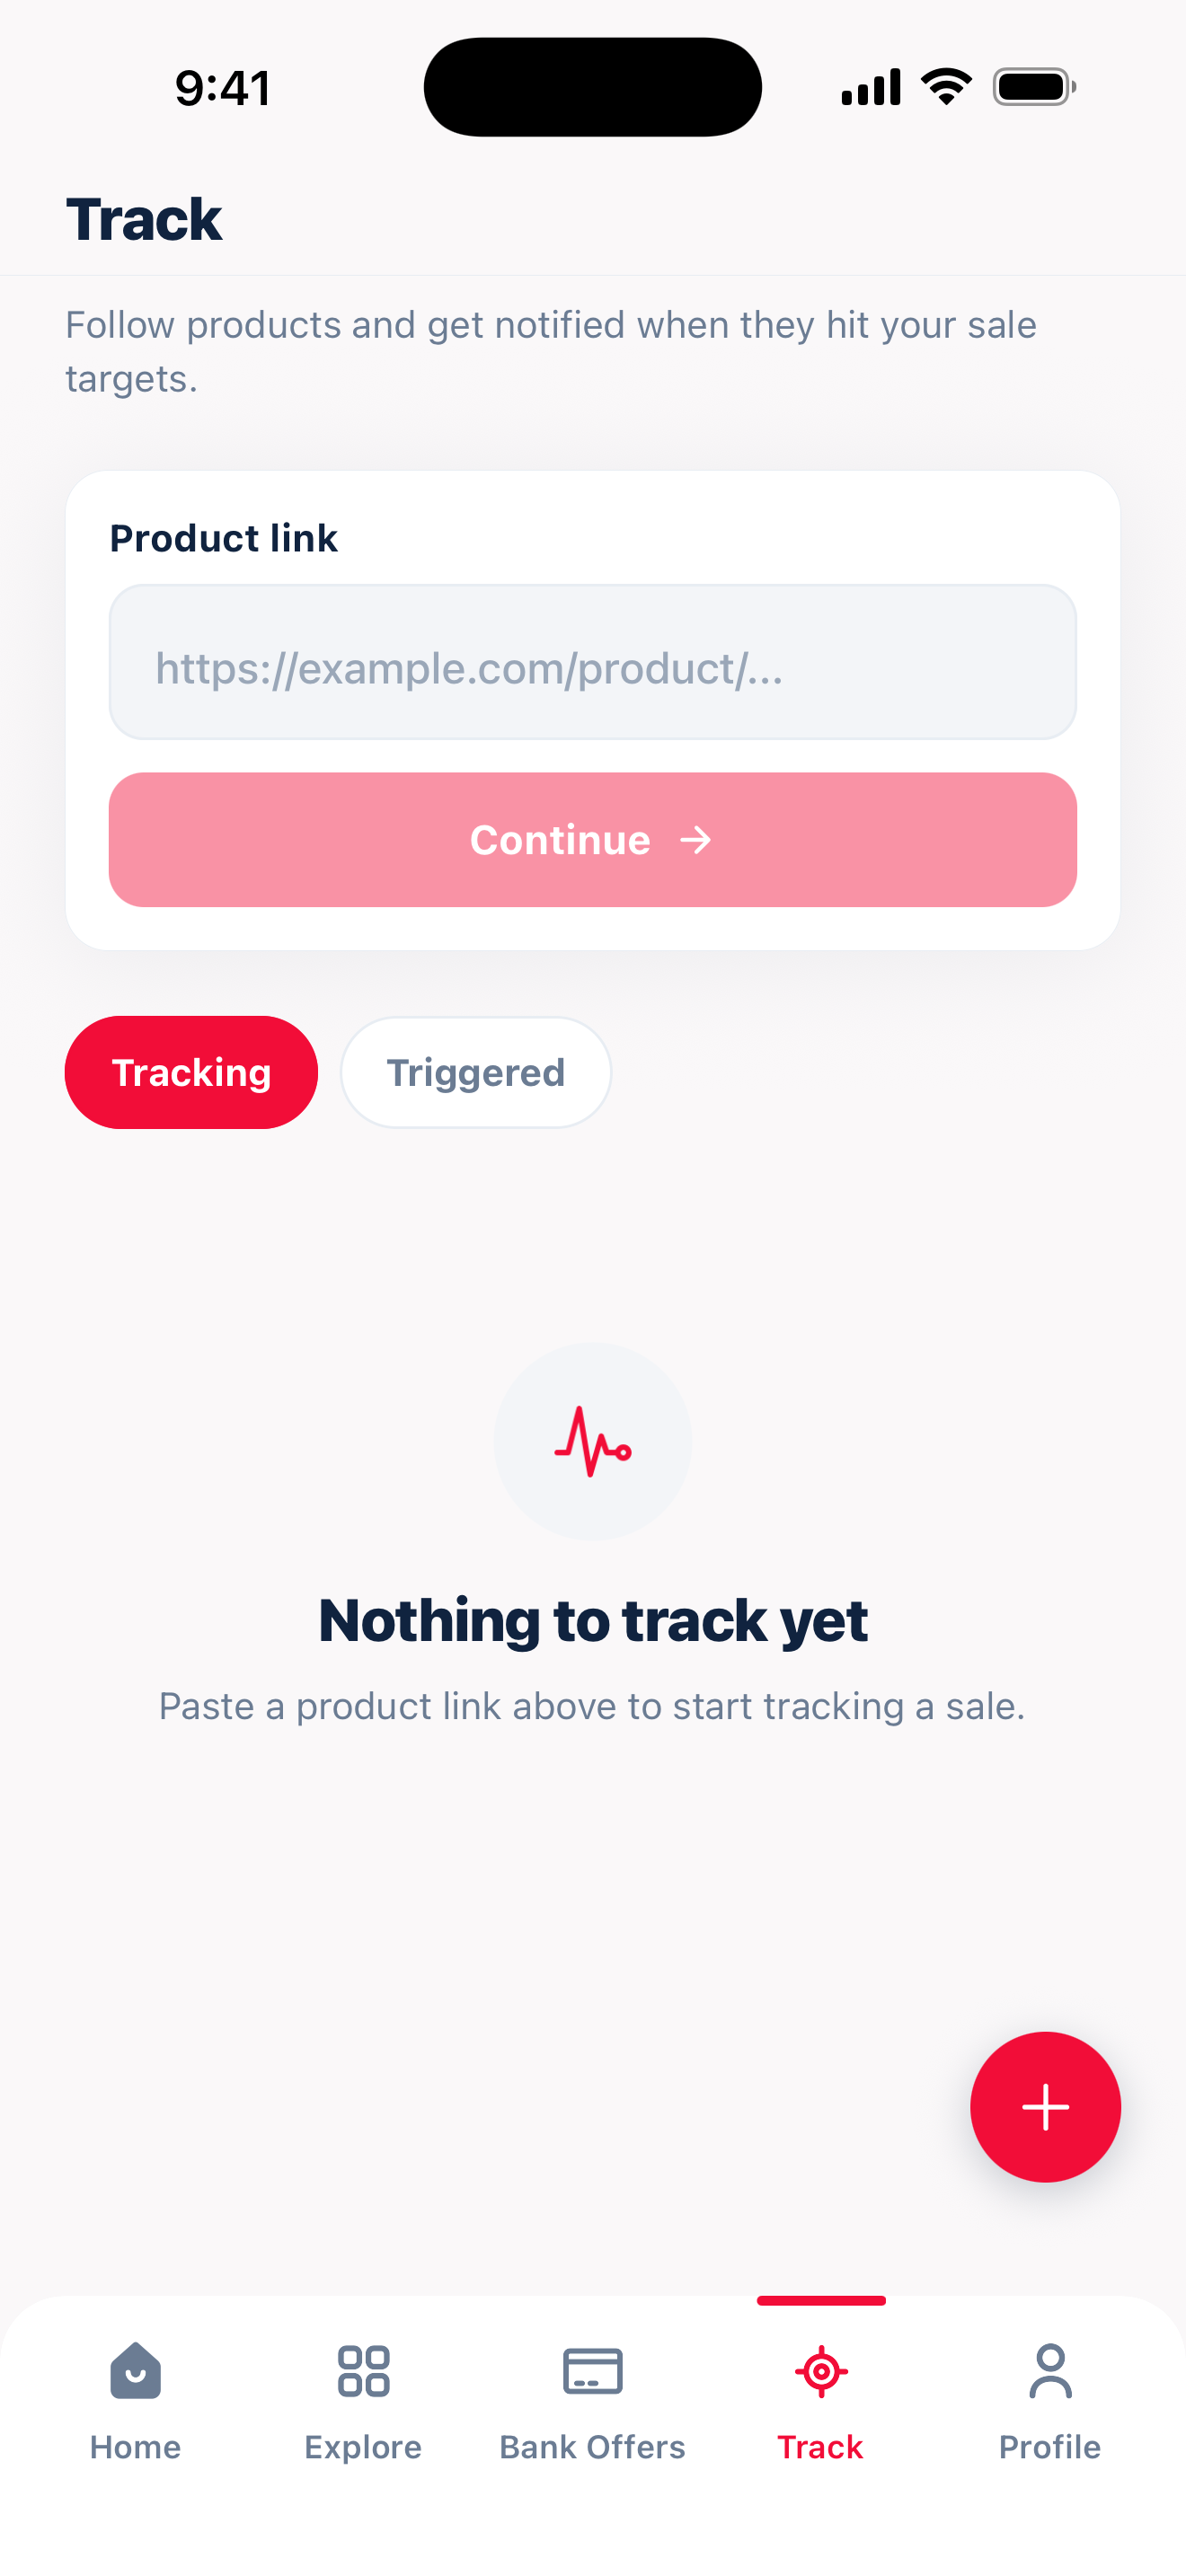 9:41
Track
Follow products and get notified when they hit your sale
targets.
Product link
https://example.com/product/...
Continue →
Tracking
Triggered
Nothing to track yet
Paste a product link above to start tracking a sale.
Home
Explore
Bank Offers
Track
Profile